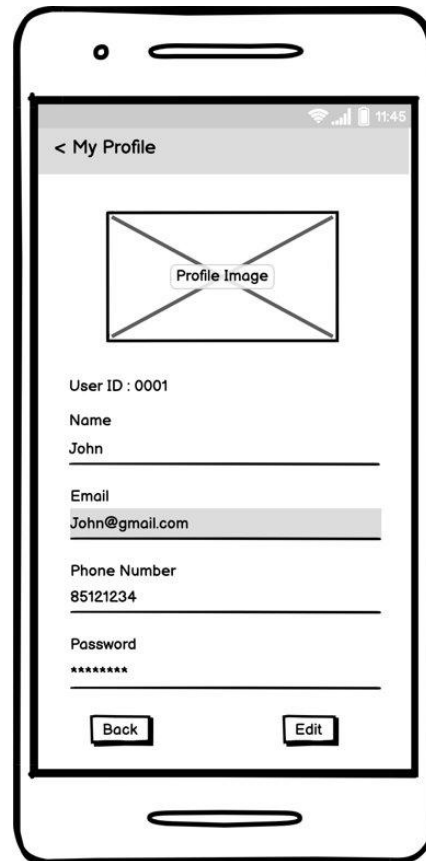 11:45
< My Profile
Profile Image
User ID : 0001
Name
John
Email
John@gmail.com
Phone Number
85121234
Password
********
Back Edit